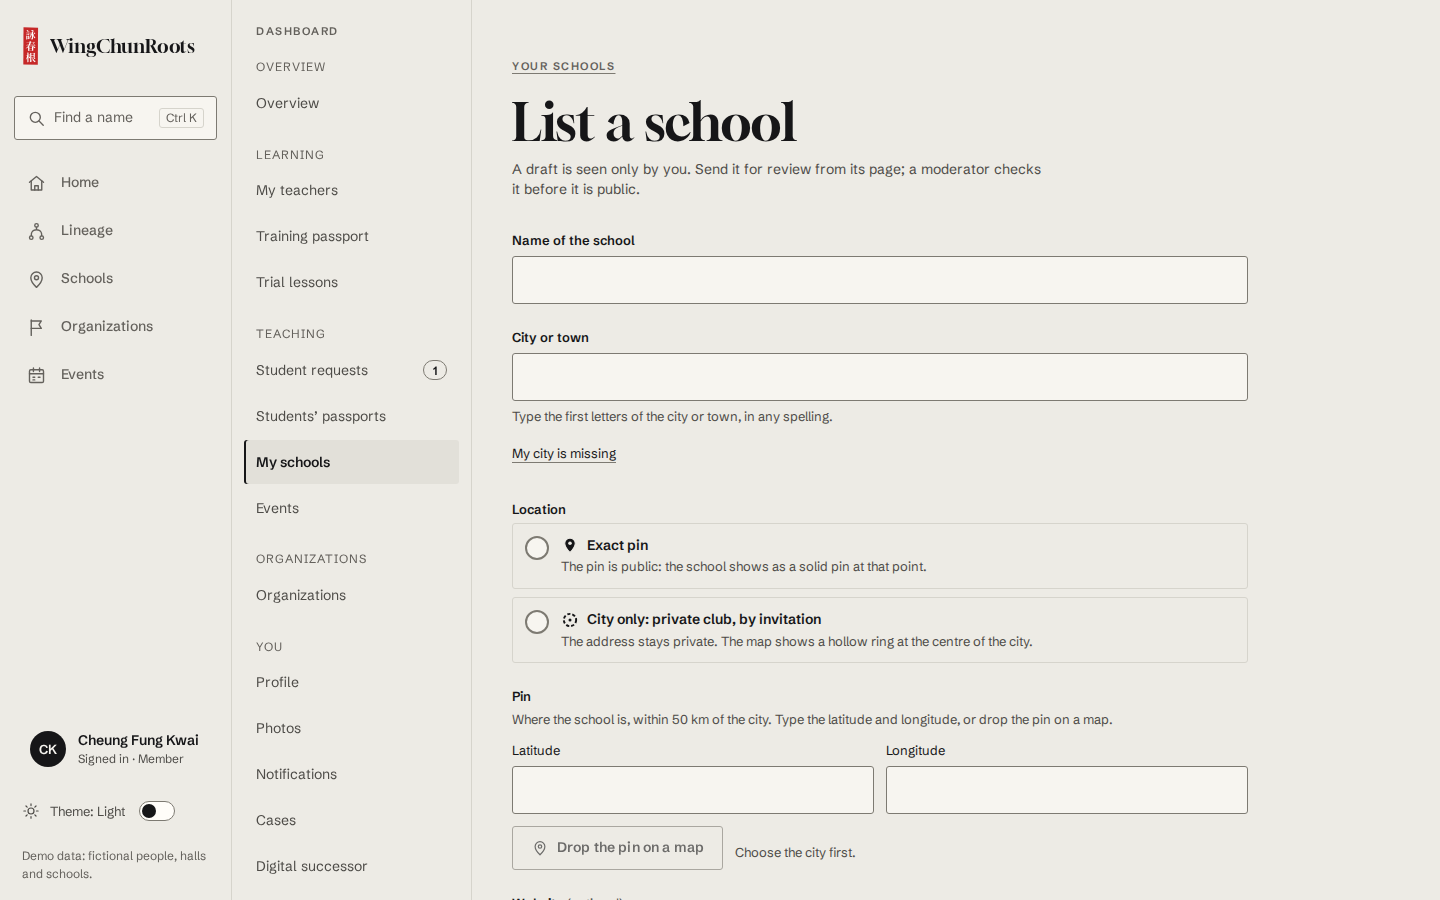 詠春根
WingChunRoots
Find a name
Ctrl K
Home
Lineage
Schools
Organizations
Events
CK
Cheung Fung Kwai
Signed in · Member
Theme: Light
Demo data: fictional people, halls
and schools.
DASHBOARD
OVERVIEW
Overview
LEARNING
My teachers
Training passport
Trial lessons
TEACHING
Student requests
1
Students’ passports
My schools
Events
ORGANIZATIONS
Organizations
YOU
Profile
Photos
Notifications
Cases
Digital successor
YOUR SCHOOLS
List a school
A draft is seen only by you. Send it for review from its page; a moderator checks
it before it is public.
Name of the school
City or town
Type the first letters of the city or town, in any spelling.
My city is missing
Location
Exact pin
The pin is public: the school shows as a solid pin at that point.
City only: private club, by invitation
The address stays private. The map shows a hollow ring at the centre of the city.
Pin
Where the school is, within 50 km of the city. Type the latitude and longitude, or drop the pin on a map.
Latitude
Longitude
Drop the pin on a map
Choose the city first.